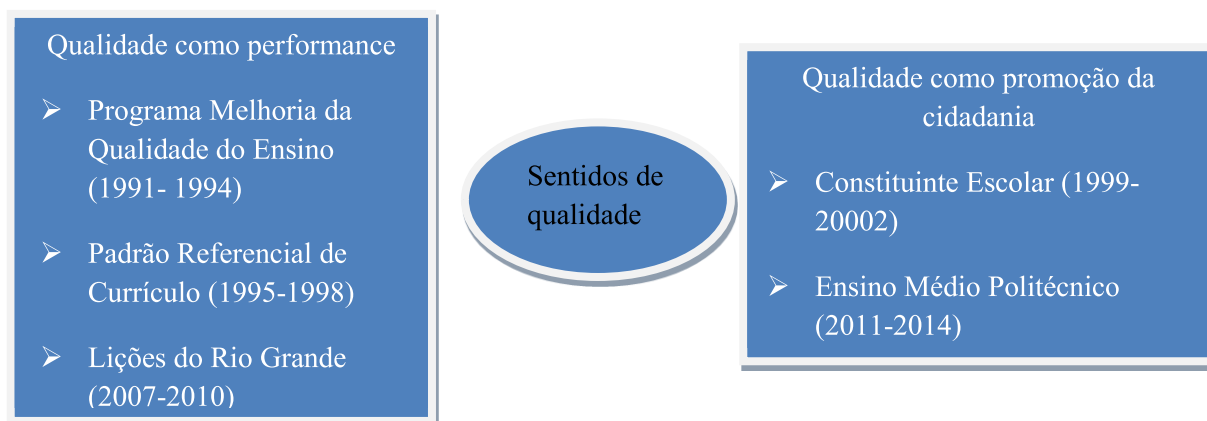 Qualidade como performance
➢ Programa Melhoria da
Qualidade do Ensino
(1991- 1994)
➢ Padrão Referencial de
Currículo (1995-1998)
➢ Lições do Rio Grande
(2007-2010)
Sentidos de
qualidade
Qualidade como promoção da
cidadania
➢ Constituinte Escolar (1999-
20002)
➢ Ensino Médio Politécnico
(2011-2014)